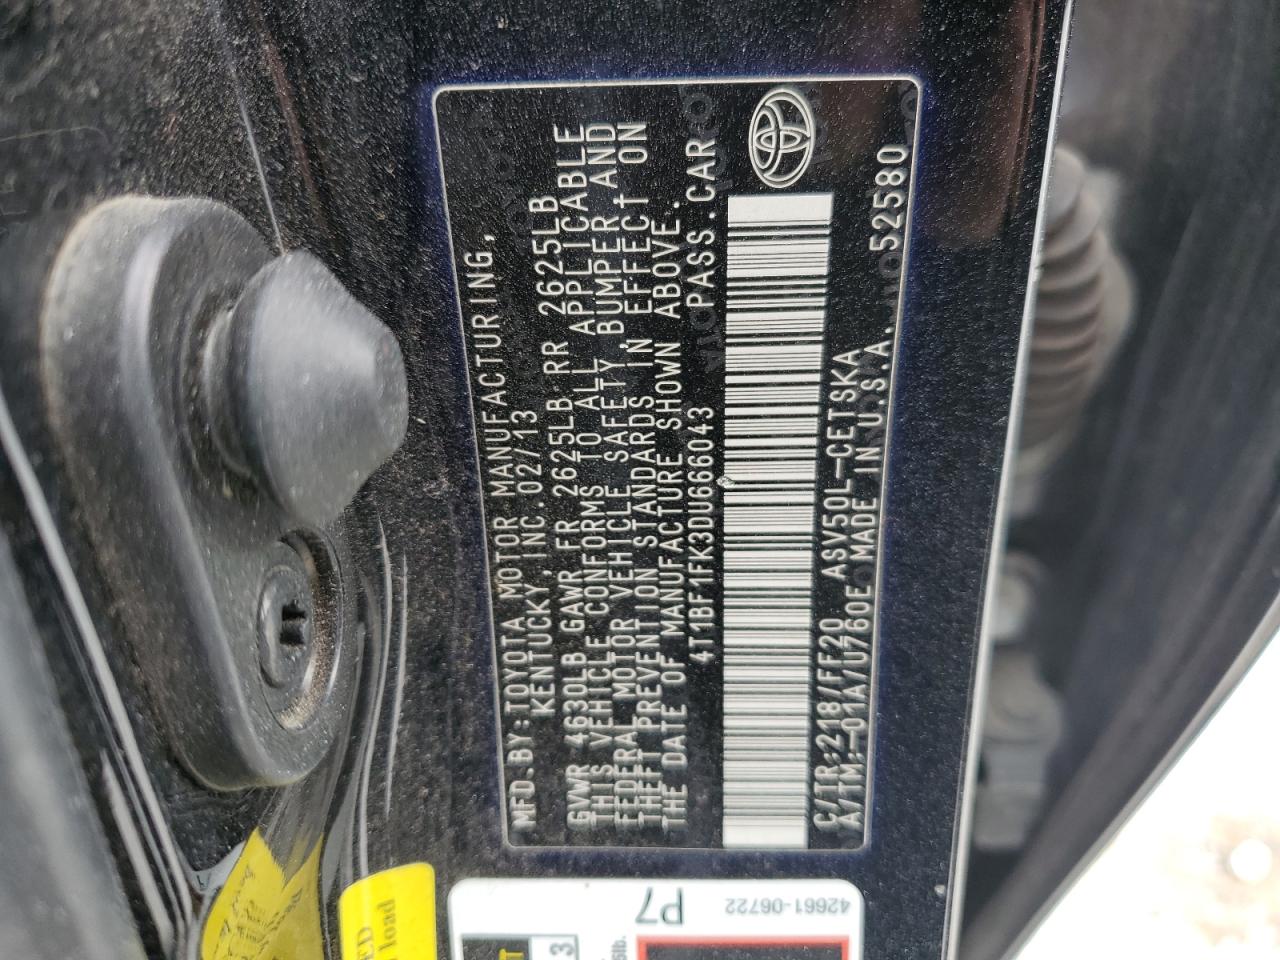 MFD.BY:TOYOTA MOTOR MANUFACTURING,
KENTUCKY, INC. 02/13
GVWR 4630LB GAWR FR 2625LB RR 2625LB
THIS VEHICLE CONFORMS TO ALL APPLICABLE
FEDERAL MOTOR VEHICLE SAFETY,BUMPER,AND
THEFT PREVENTION STANDARDS IN EFFECT ON
THE DATE OF MANUFACTURE SHOWN ABOVE.
4T1BF1FK3DU666043 PASS.CAR
C/TR:218/FF20 ASV50L-CETSKA
A/TM:-01A/U760E MADE IN U.S.A. 52580
42661-06722
P7
load
3